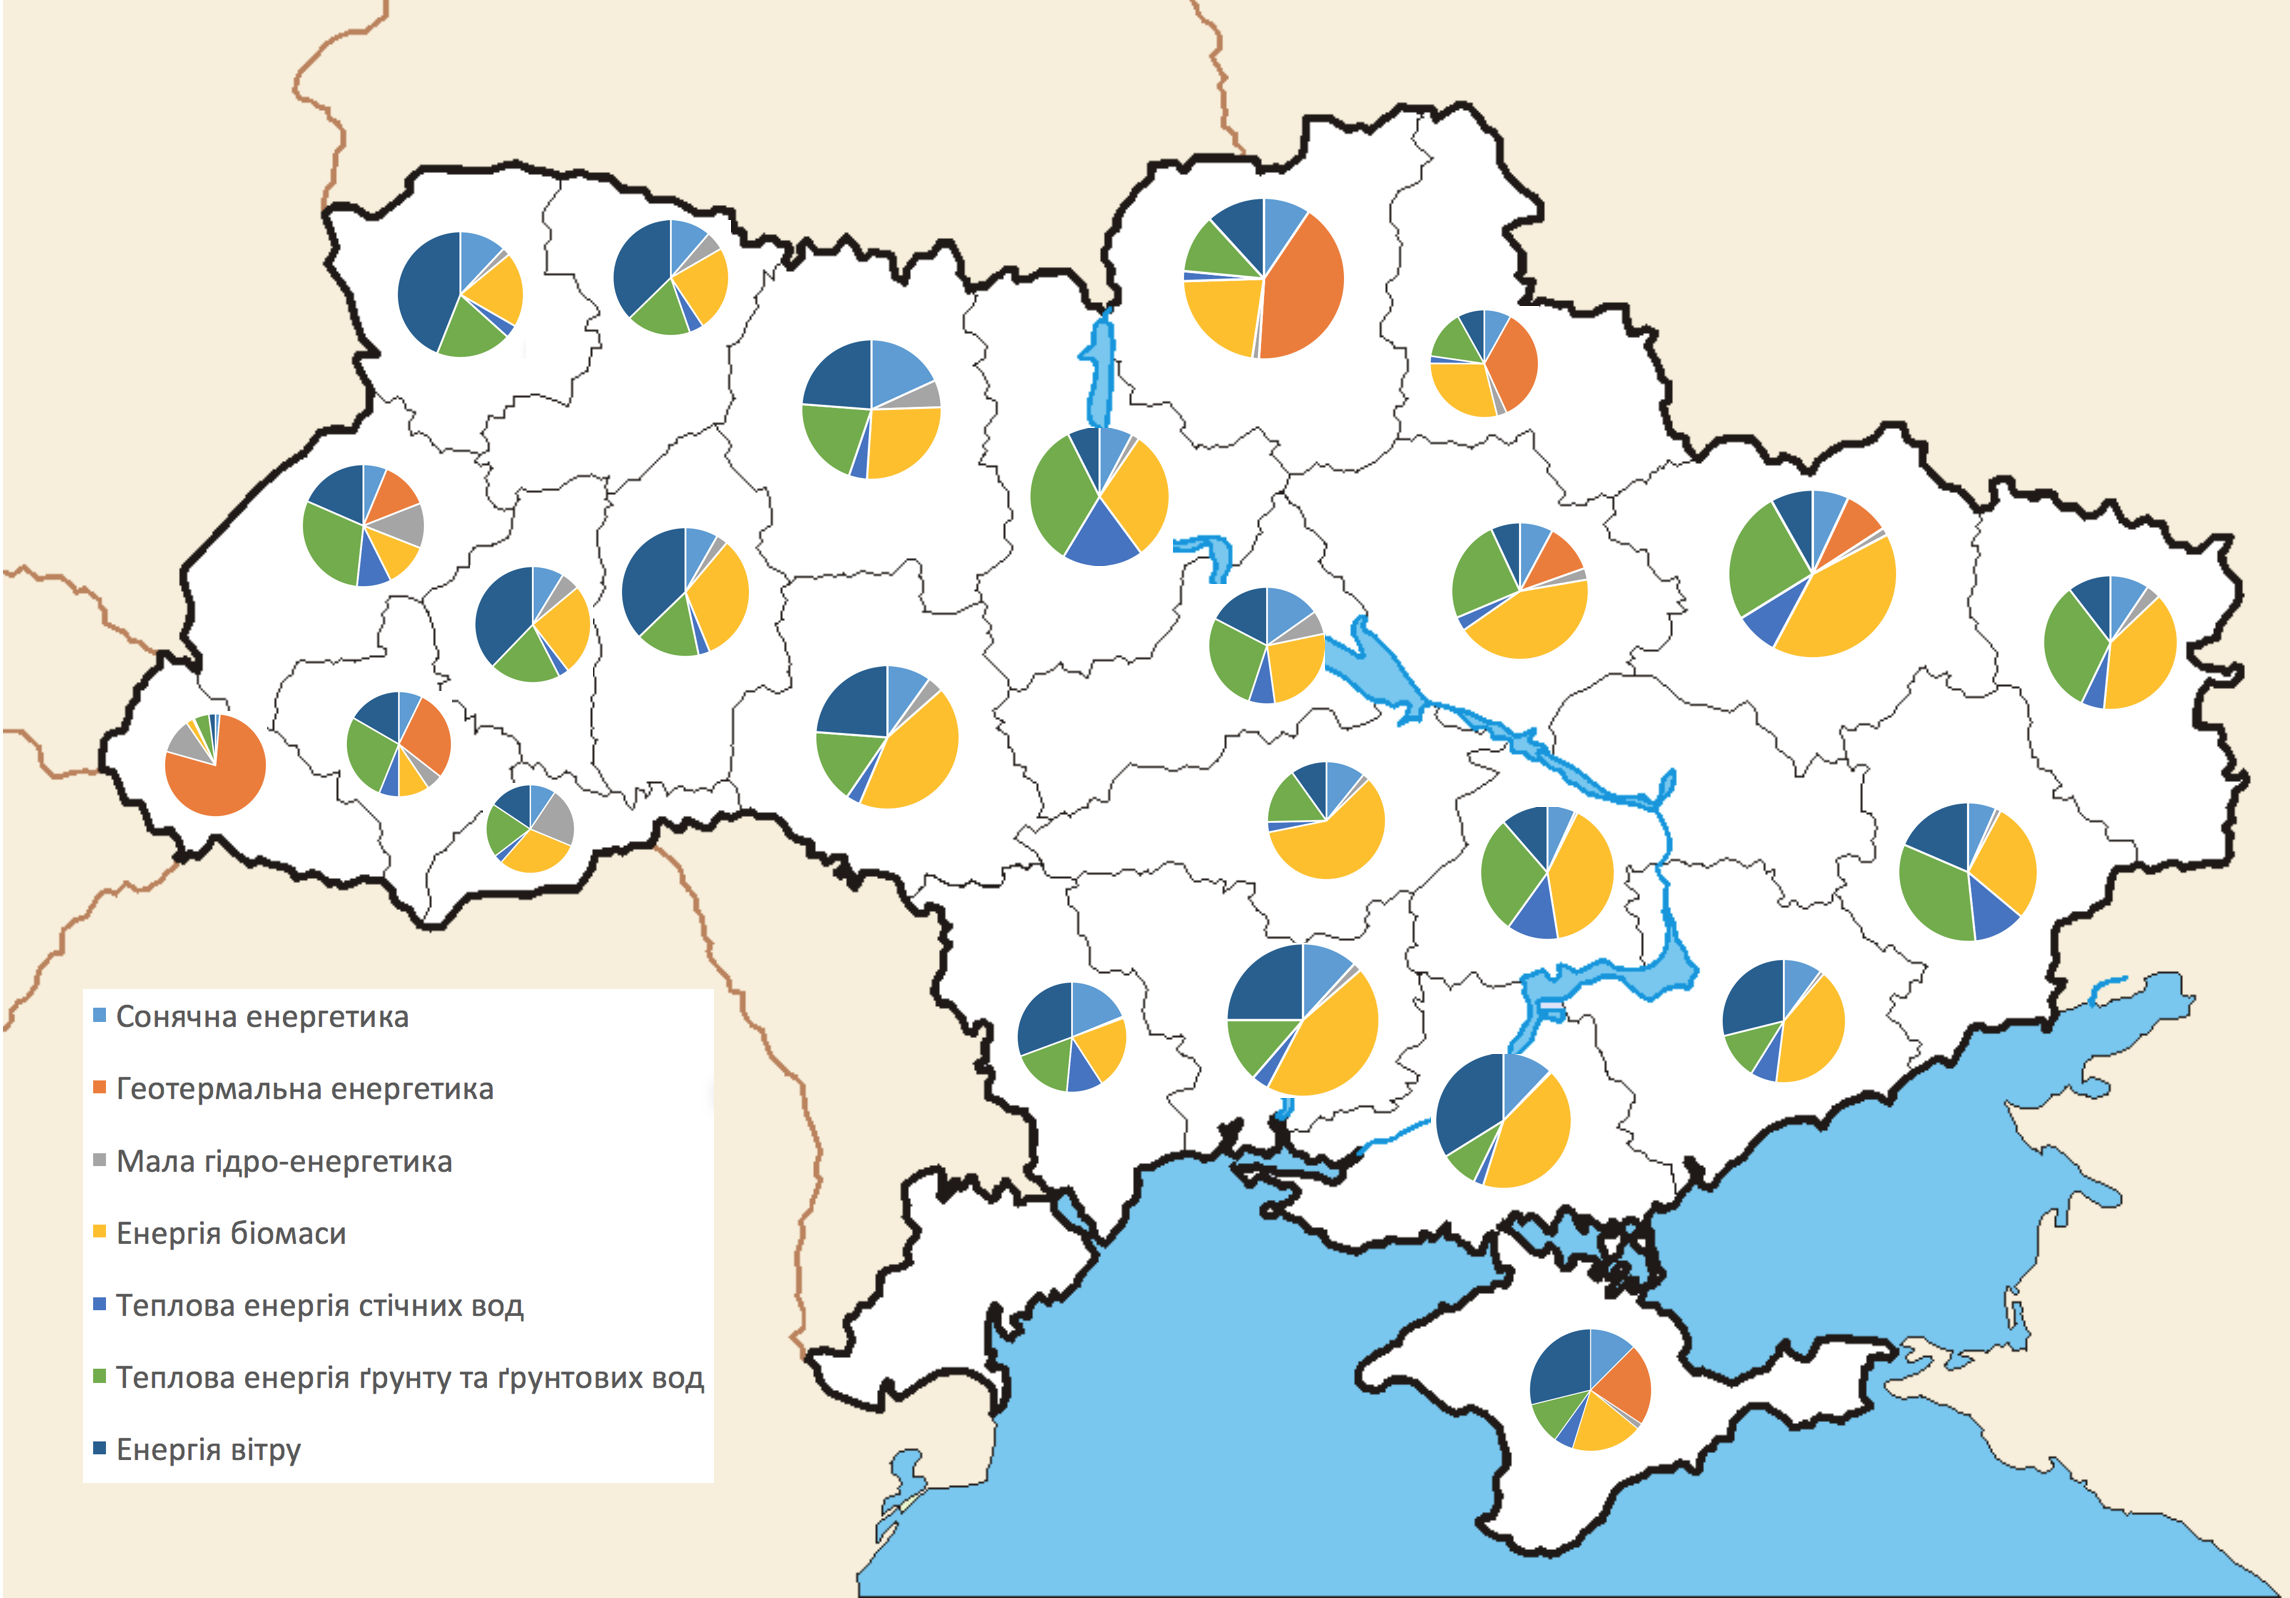 Сонячна енергетика
Геотермальна енергетика
Мала гідро-енергетика
Енергія біомаси
Теплова енергія стічних вод
Теплова енергія ґрунту та ґрунтових вод
Енергія вітру